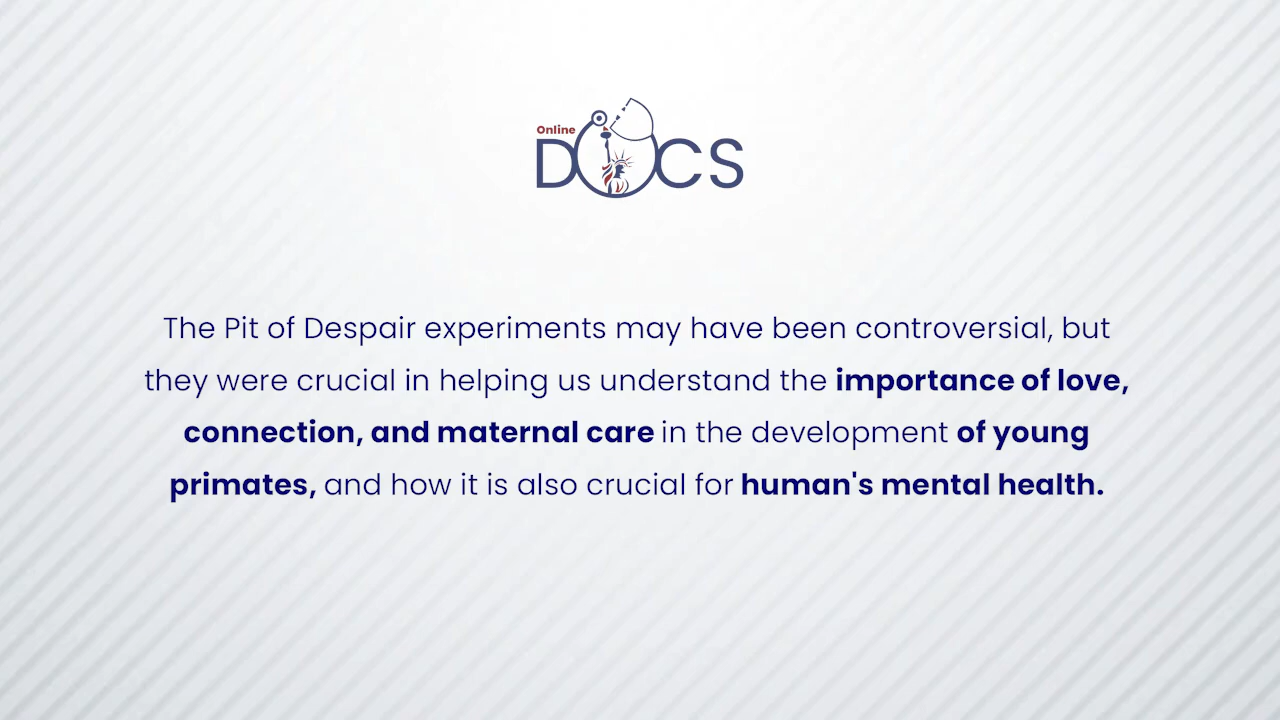 Online
DOCS
The Pit of Despair experiments may have been controversial, but
they were crucial in helping us understand the importance of love,
connection, and maternal care in the development of young
primates, and how it is also crucial for human's mental health.